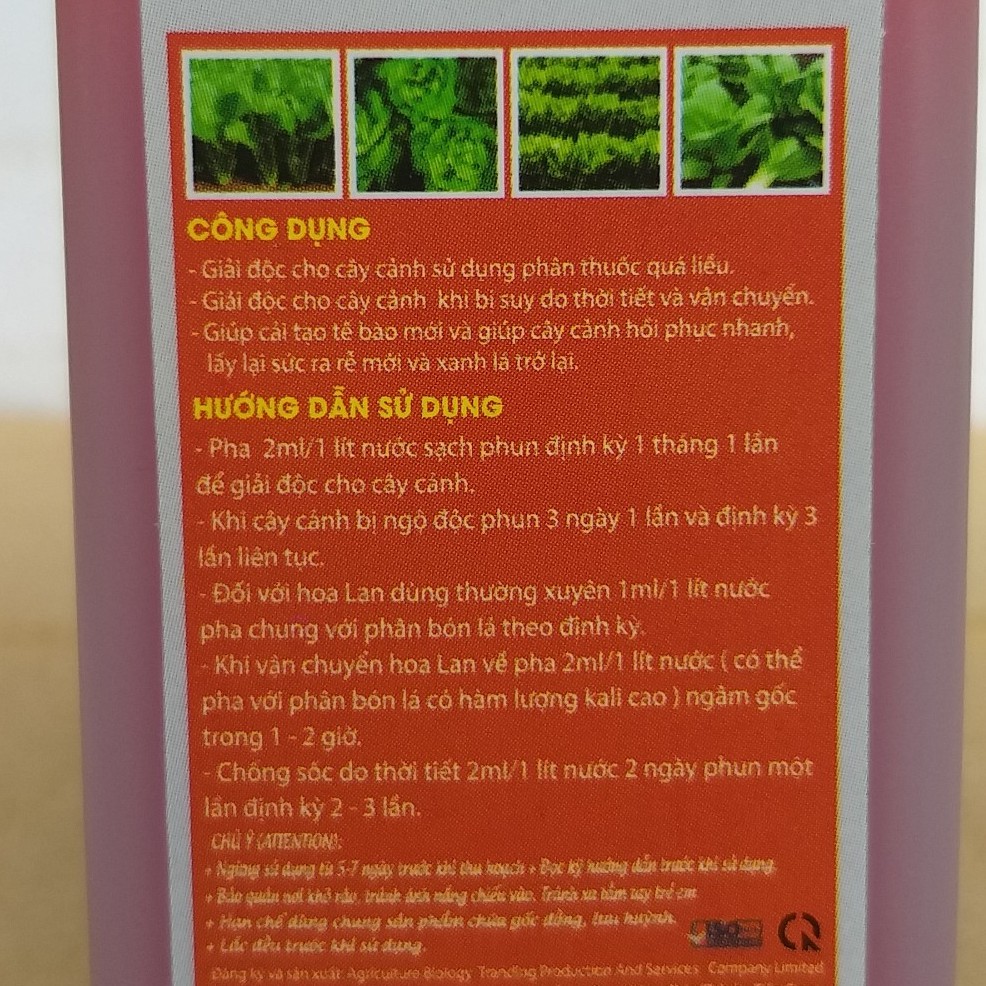 CÔNG DỤNG
- Giải độc cho cây cảnh sử dụng phân thuốc quá liều.
- Giải độc cho cây cảnh khi bị suy do thời tiết và vận chuyển.
- Giúp cải tạo tế bào mới và giúp cây cảnh hồi phục nhanh,
lấy lại sức ra rễ mới và xanh lá trở lại.
HƯỚNG DẪN SỬ DỤNG
- Pha 2ml/1 lít nước sạch phun định kỳ 1 tháng 1 lần
để giải độc cho cây cảnh.
- Khi cây cảnh bị ngộ độc phun 3 ngày 1 lần và định kỳ 3
lần liên tục.
- Đối với hoa Lan dùng thường xuyên 1ml/1 lít nước
pha chung với phân bón lá theo định kỳ.
- Khi vận chuyển hoa Lan về pha 2ml/1 lít nước ( có thể
pha với phân bón lá có hàm lượng kali cao ) ngâm gốc
trong 1 - 2 giờ.
- Chống sốc do thời tiết 2ml/1 lít nước 2 ngày phun một
lần định kỳ 2 - 3 lần.
CHÚ Ý (ATTENTION):
+ Ngừng sử dụng từ 5-7 ngày trước khi thu hoạch + Đọc kỹ hướng dẫn trước khi sử dụng.
+ Bảo quản nơi khô ráo, tránh ánh nắng chiếu vào. Tránh xa tầm tay trẻ em
+ Hạn chế dùng chung sản phẩm chứa gốc đồng, lưu huỳnh.
+ Lắc đều trước khi sử dụng.
ISO
Đăng ký và sản xuất: Agriculture Biology Tranding Production And Services Company Limited